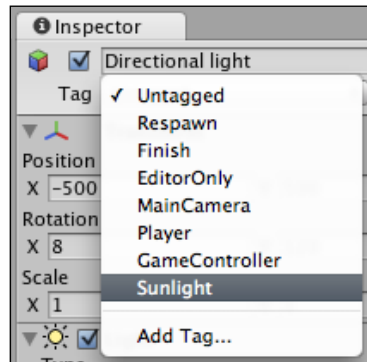 Inspector
Directional light
Tag
✓ Untagged
Respawn
Finish
EditorOnly
MainCamera
Player
GameController
Sunlight
Add Tag...
Position
X -500
Rotation
X 8
Scale
X 1